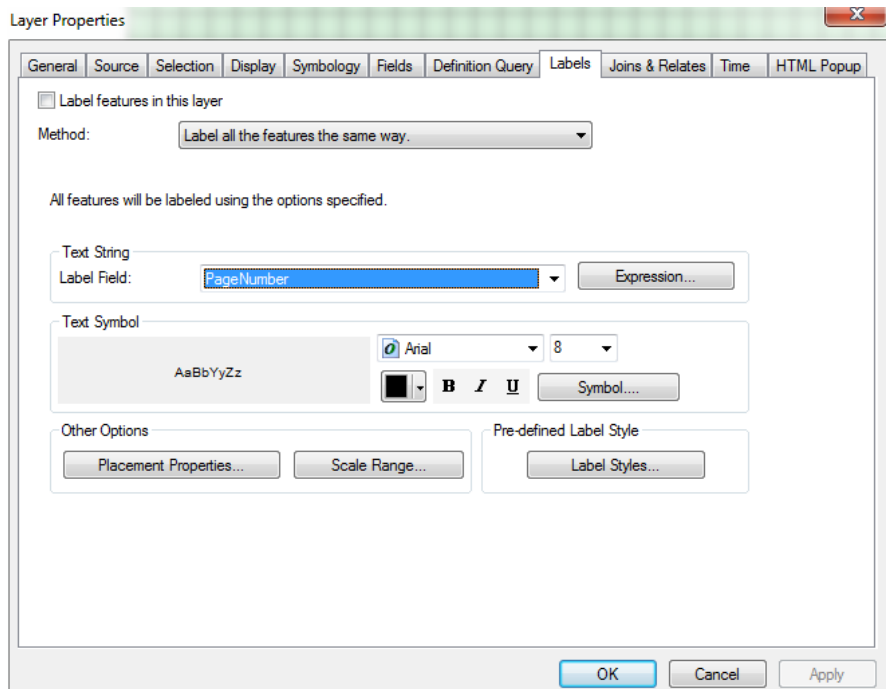 Layer Properties
General Source Selection Display Symbology Fields Definition Query Labels Joins & Relates Time HTML Popup
Label features in this layer
Method: Label all the features the same way.
All features will be labeled using the options specified.
Text String
Label Field: PageNumber Expression...
Text Symbol
AaBbYyZz
Arial 8
B I U Symbol....
Other Options
Placement Properties... Scale Range...
Pre-defined Label Style
Label Styles...
OK Cancel Apply